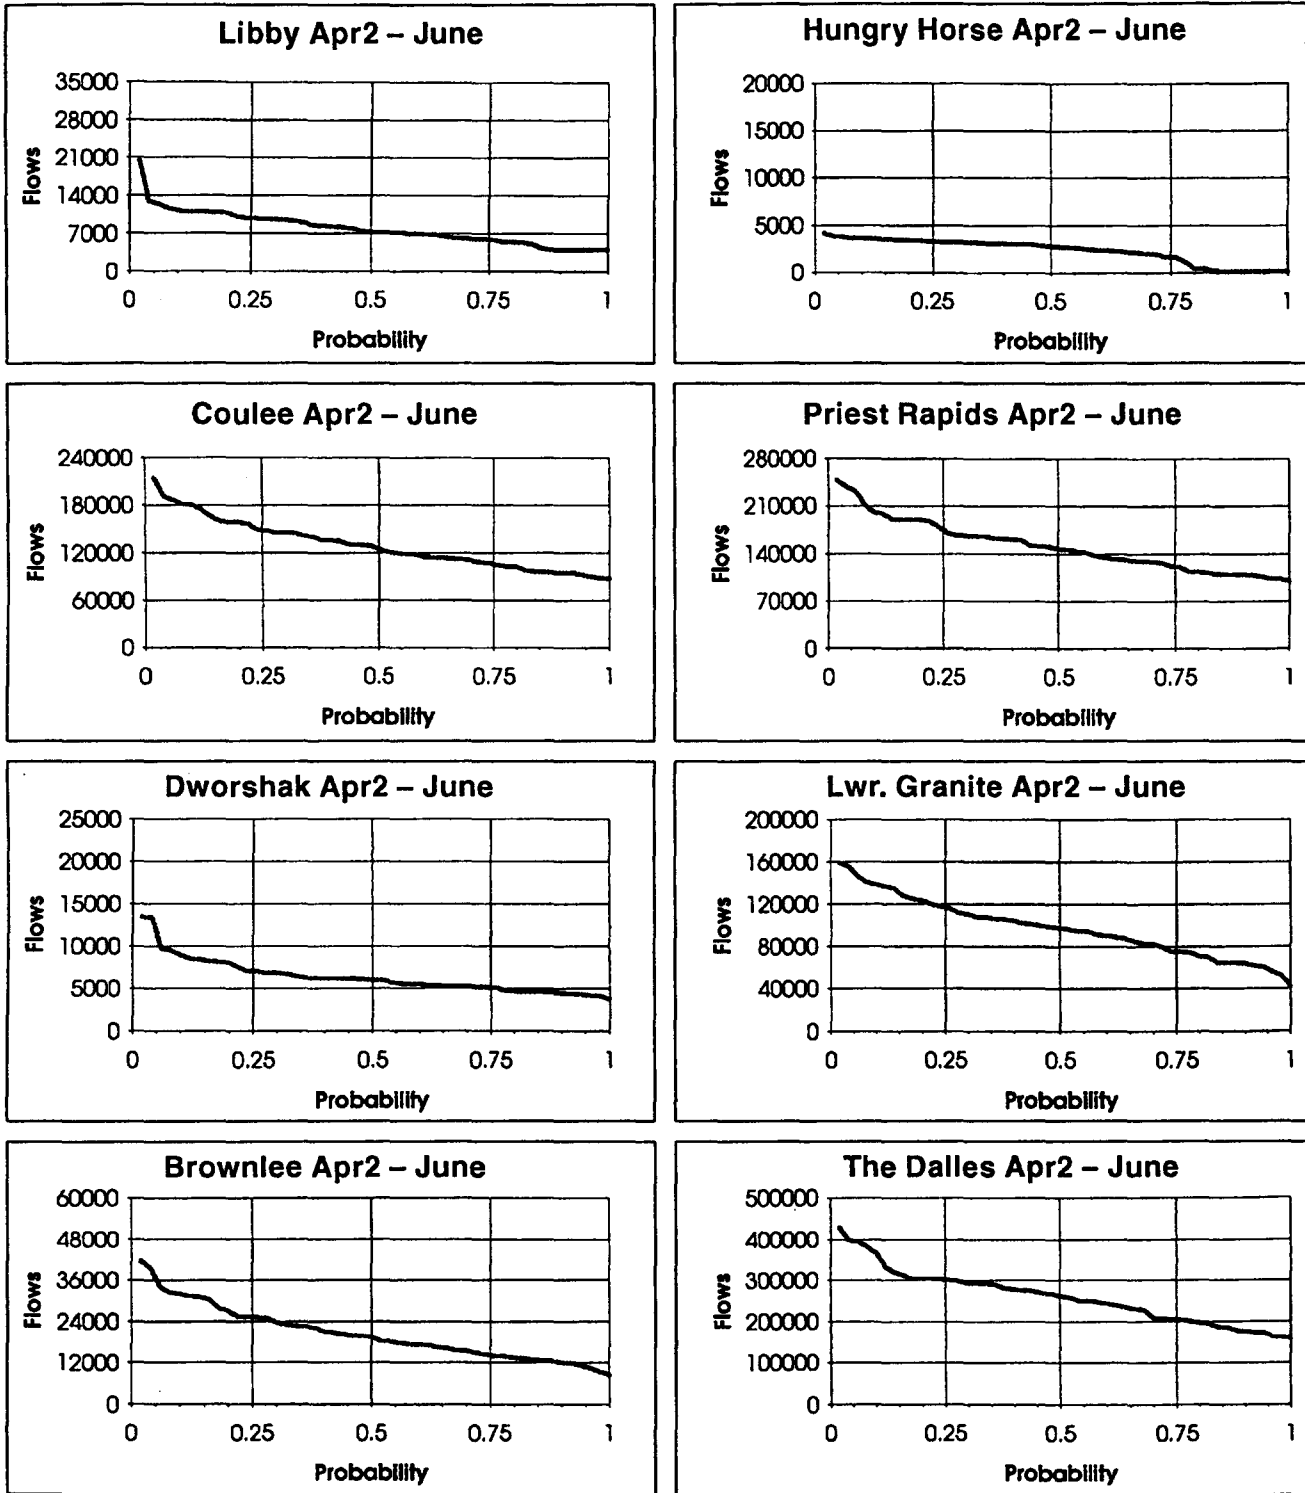 Libby Apr2 – June
35000
28000
21000
14000
7000
0
Flows
0 0.25 0.5 0.75 1
Probability
Hungry Horse Apr2 – June
20000
15000
10000
5000
0
Flows
0 0.25 0.5 0.75 1
Probability
Coulee Apr2 – June
240000
180000
120000
60000
0
Flows
0 0.25 0.5 0.75 1
Probability
Priest Rapids Apr2 – June
280000
210000
140000
70000
0
Flows
0 0.25 0.5 0.75 1
Probability
Dworshak Apr2 – June
25000
20000
15000
10000
5000
0
Flows
0 0.25 0.5 0.75 1
Probability
Lwr. Granite Apr2 – June
200000
160000
120000
80000
40000
0
Flows
0 0.25 0.5 0.75 1
Probability
Brownlee Apr2 – June
60000
48000
36000
24000
12000
0
Flows
0 0.25 0.5 0.75 1
Probability
The Dalles Apr2 – June
500000
400000
300000
200000
100000
0
Flows
0 0.25 0.5 0.75 1
Probability